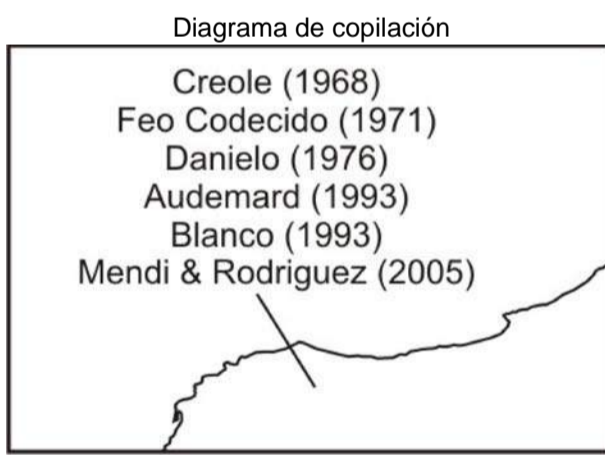 Diagrama de copilación
Creole (1968)
Feo Codecido (1971)
Danielo (1976)
Audemard (1993)
Blanco (1993)
Mendi & Rodriguez (2005)